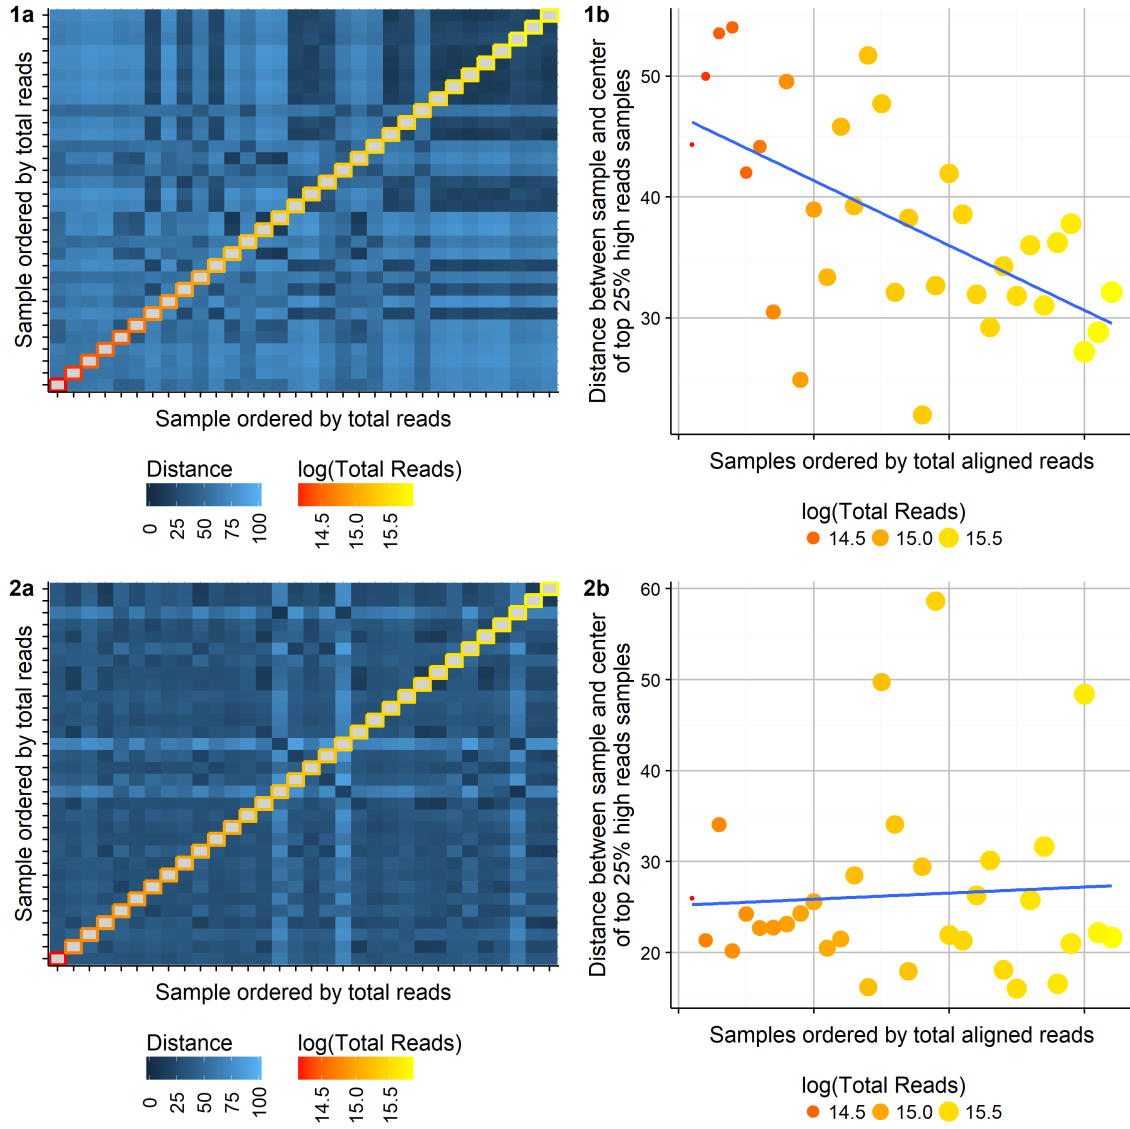 1a
Sample ordered by total reads
Sample ordered by total reads
Distance
0
25
50
75
100
log(Total Reads)
14.5
15.0
15.5
1b
Distance between sample and center
of top 25% high reads samples
50
40
30
Samples ordered by total aligned reads
log(Total Reads)
14.5
15.0
15.5
2a
Sample ordered by total reads
Sample ordered by total reads
Distance
0
25
50
75
100
log(Total Reads)
14.5
15.0
15.5
2b
Distance between sample and center
of top 25% high reads samples
60
50
40
30
20
Samples ordered by total aligned reads
log(Total Reads)
14.5
15.0
15.5